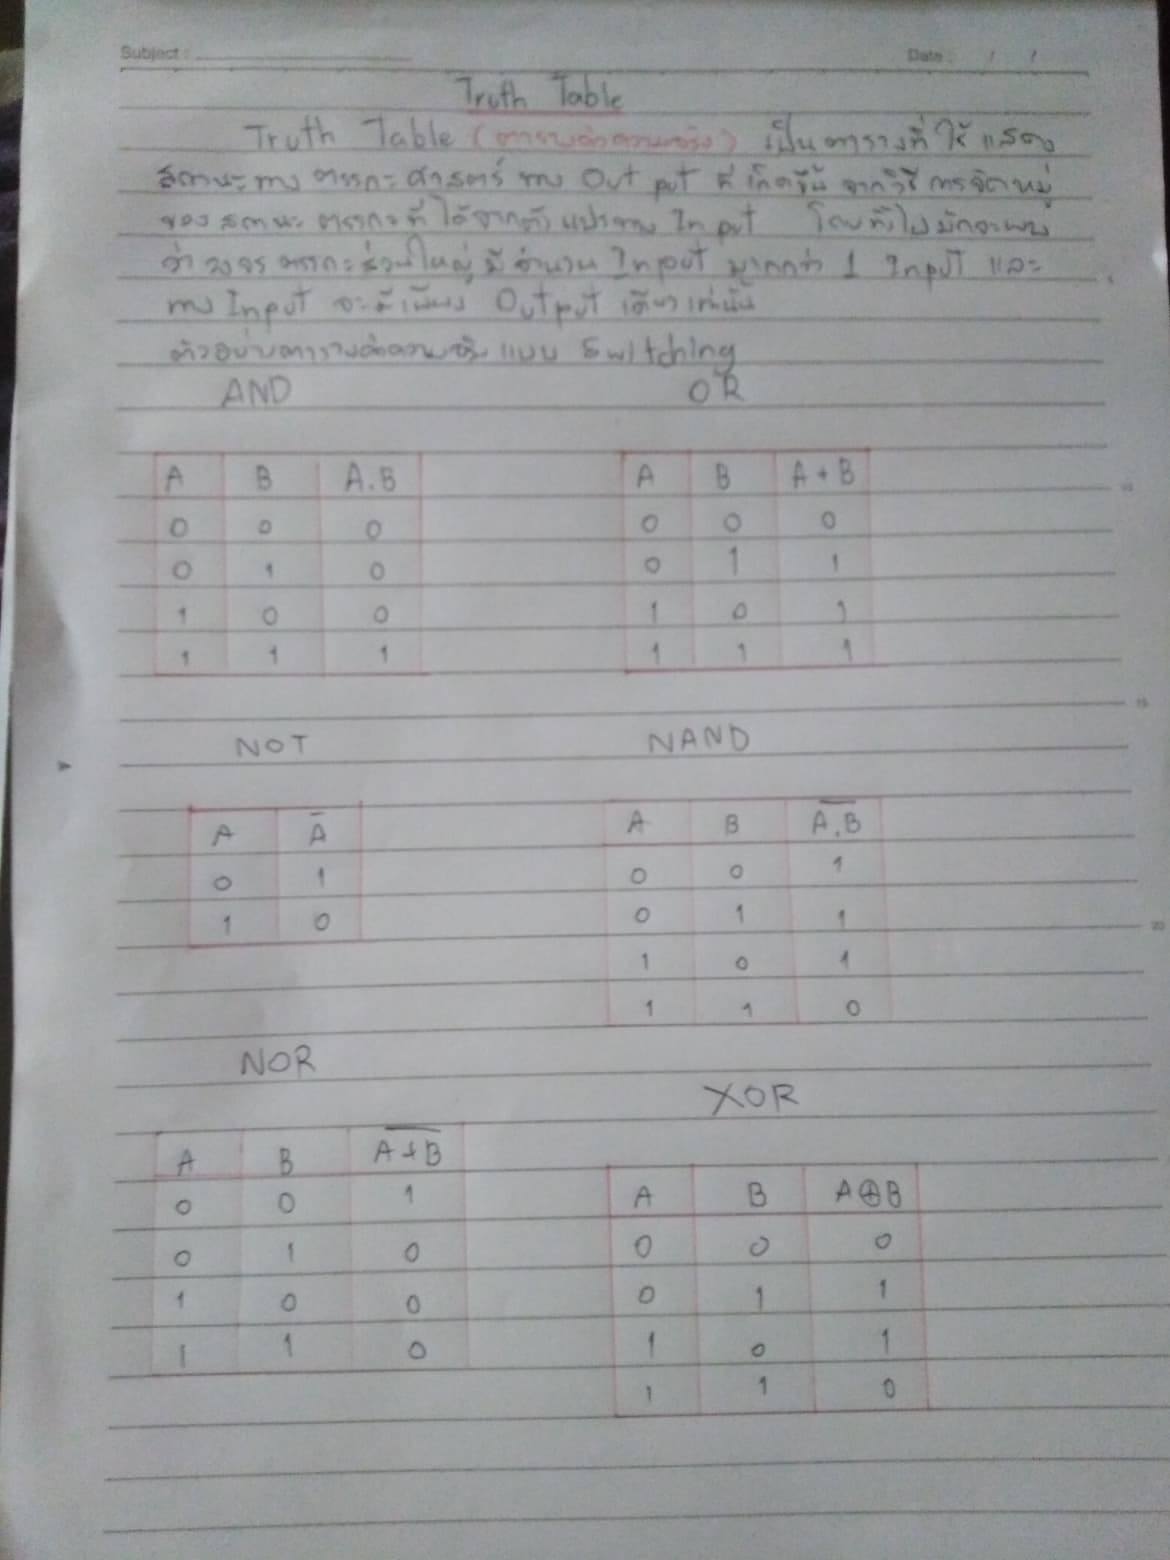 Subject : Date : / /
Truth Table
Truth Table (ตารางค่าความจริง) เป็นตารางที่ใช้แสดง
สถานะทางตรรกะศาสตร์ทาง Out put ที่เกิดขึ้นจากวิธีการจัดหมู่
ของสถานะตรรกะที่ได้จากตัวแปรทาง In put โดยทั่วไปมักจะพบ
ว่าวงจรตรรกะส่วนใหญ่มีจำนวน Input มากกว่า 1 Input และ
ทาง Input จะมีเพียง Output เดียวเท่านั้น
ตัวอย่างตารางค่าความจริงแบบ Switching
AND OR
A B A.B A B A + B
0 0 0 0 0 0
0 1 0 0 1 1
1 0 0 1 0 1
1 1 1 1 1 1
NOT NAND
A A̅ A B A̅.̅B̅
0 1 0 0 1
1 0 0 1 1
1 0 1
1 1 0
NOR XOR
A B A̅+̅B̅ A B A⊕B
0 0 1 0 0 0
0 1 0 0 1 1
1 0 0 1 0 1
1 1 0 1 1 0